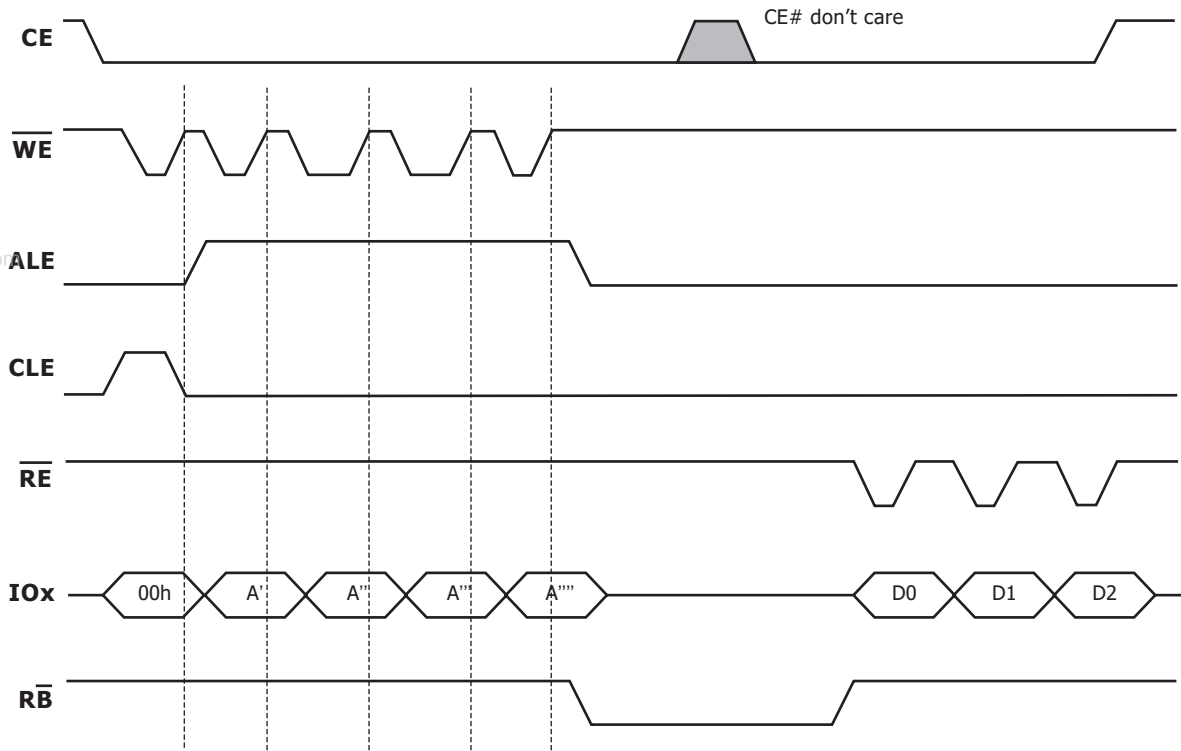 CE# don't care
CE
WE
ALE
CLE
RE
IOx
00h
A'
A''
A'''
A''''
D0
D1
D2
RB